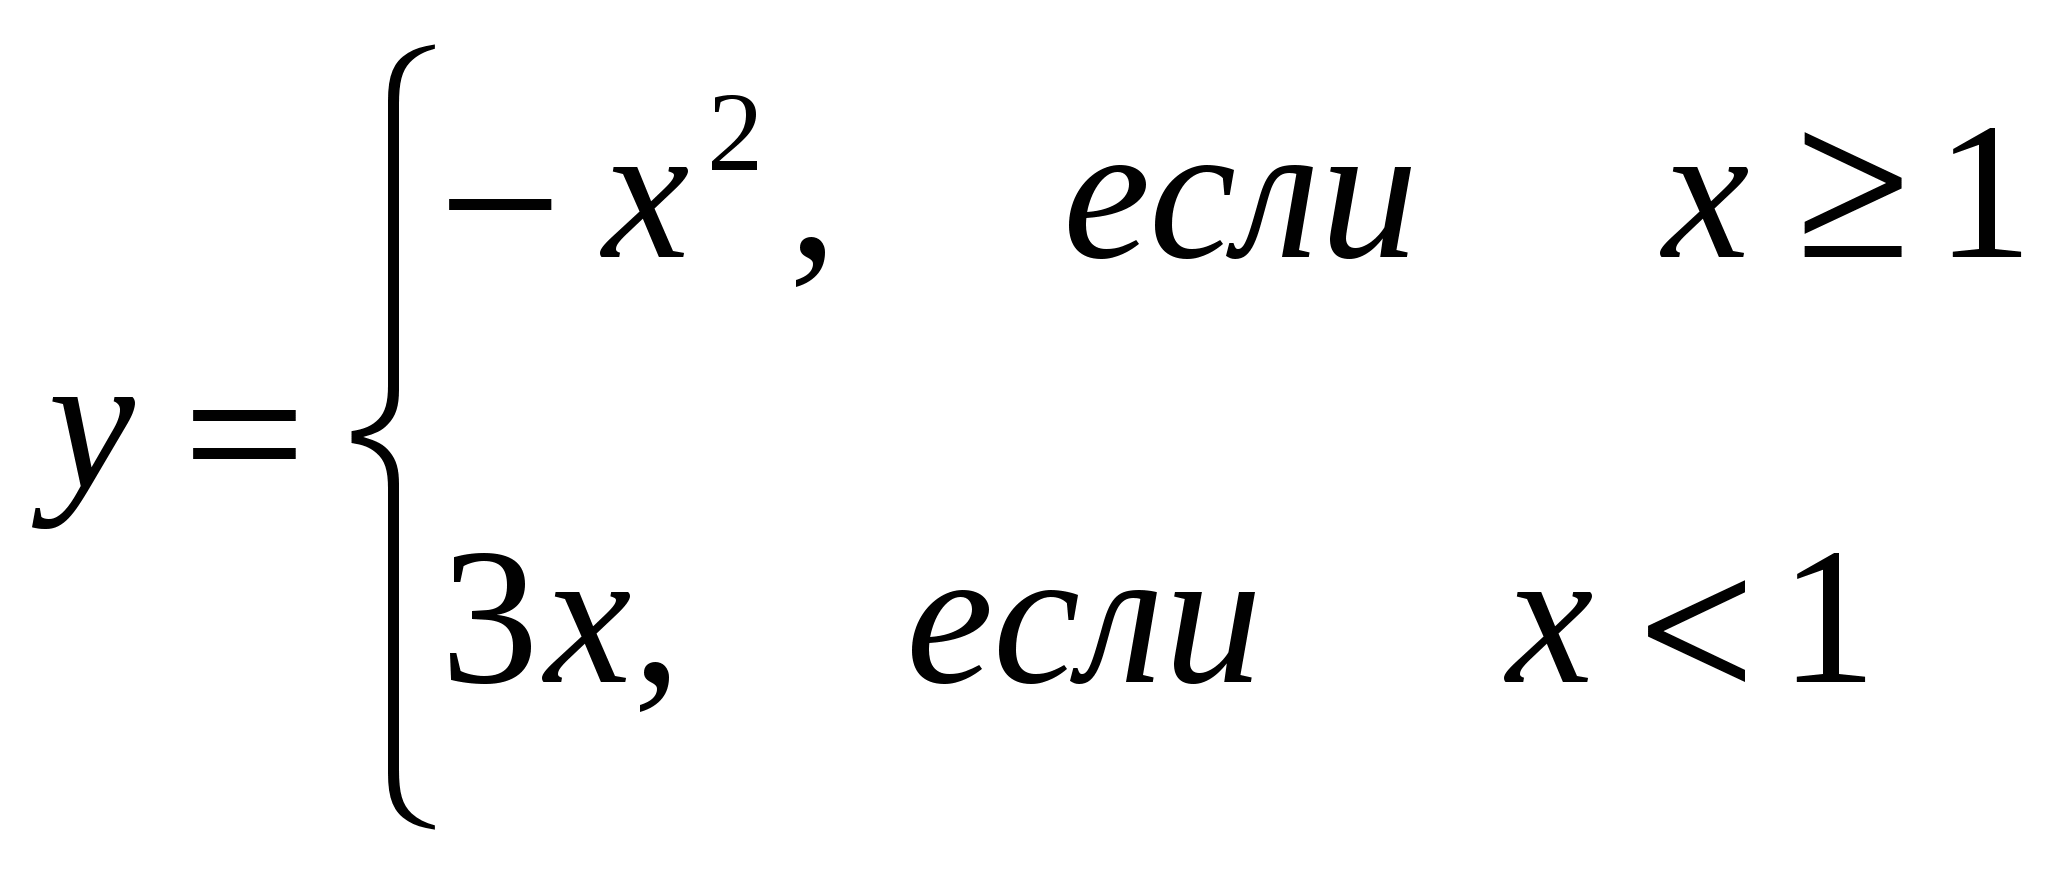 − x², если x ≥ 1
y =
3x, если x < 1